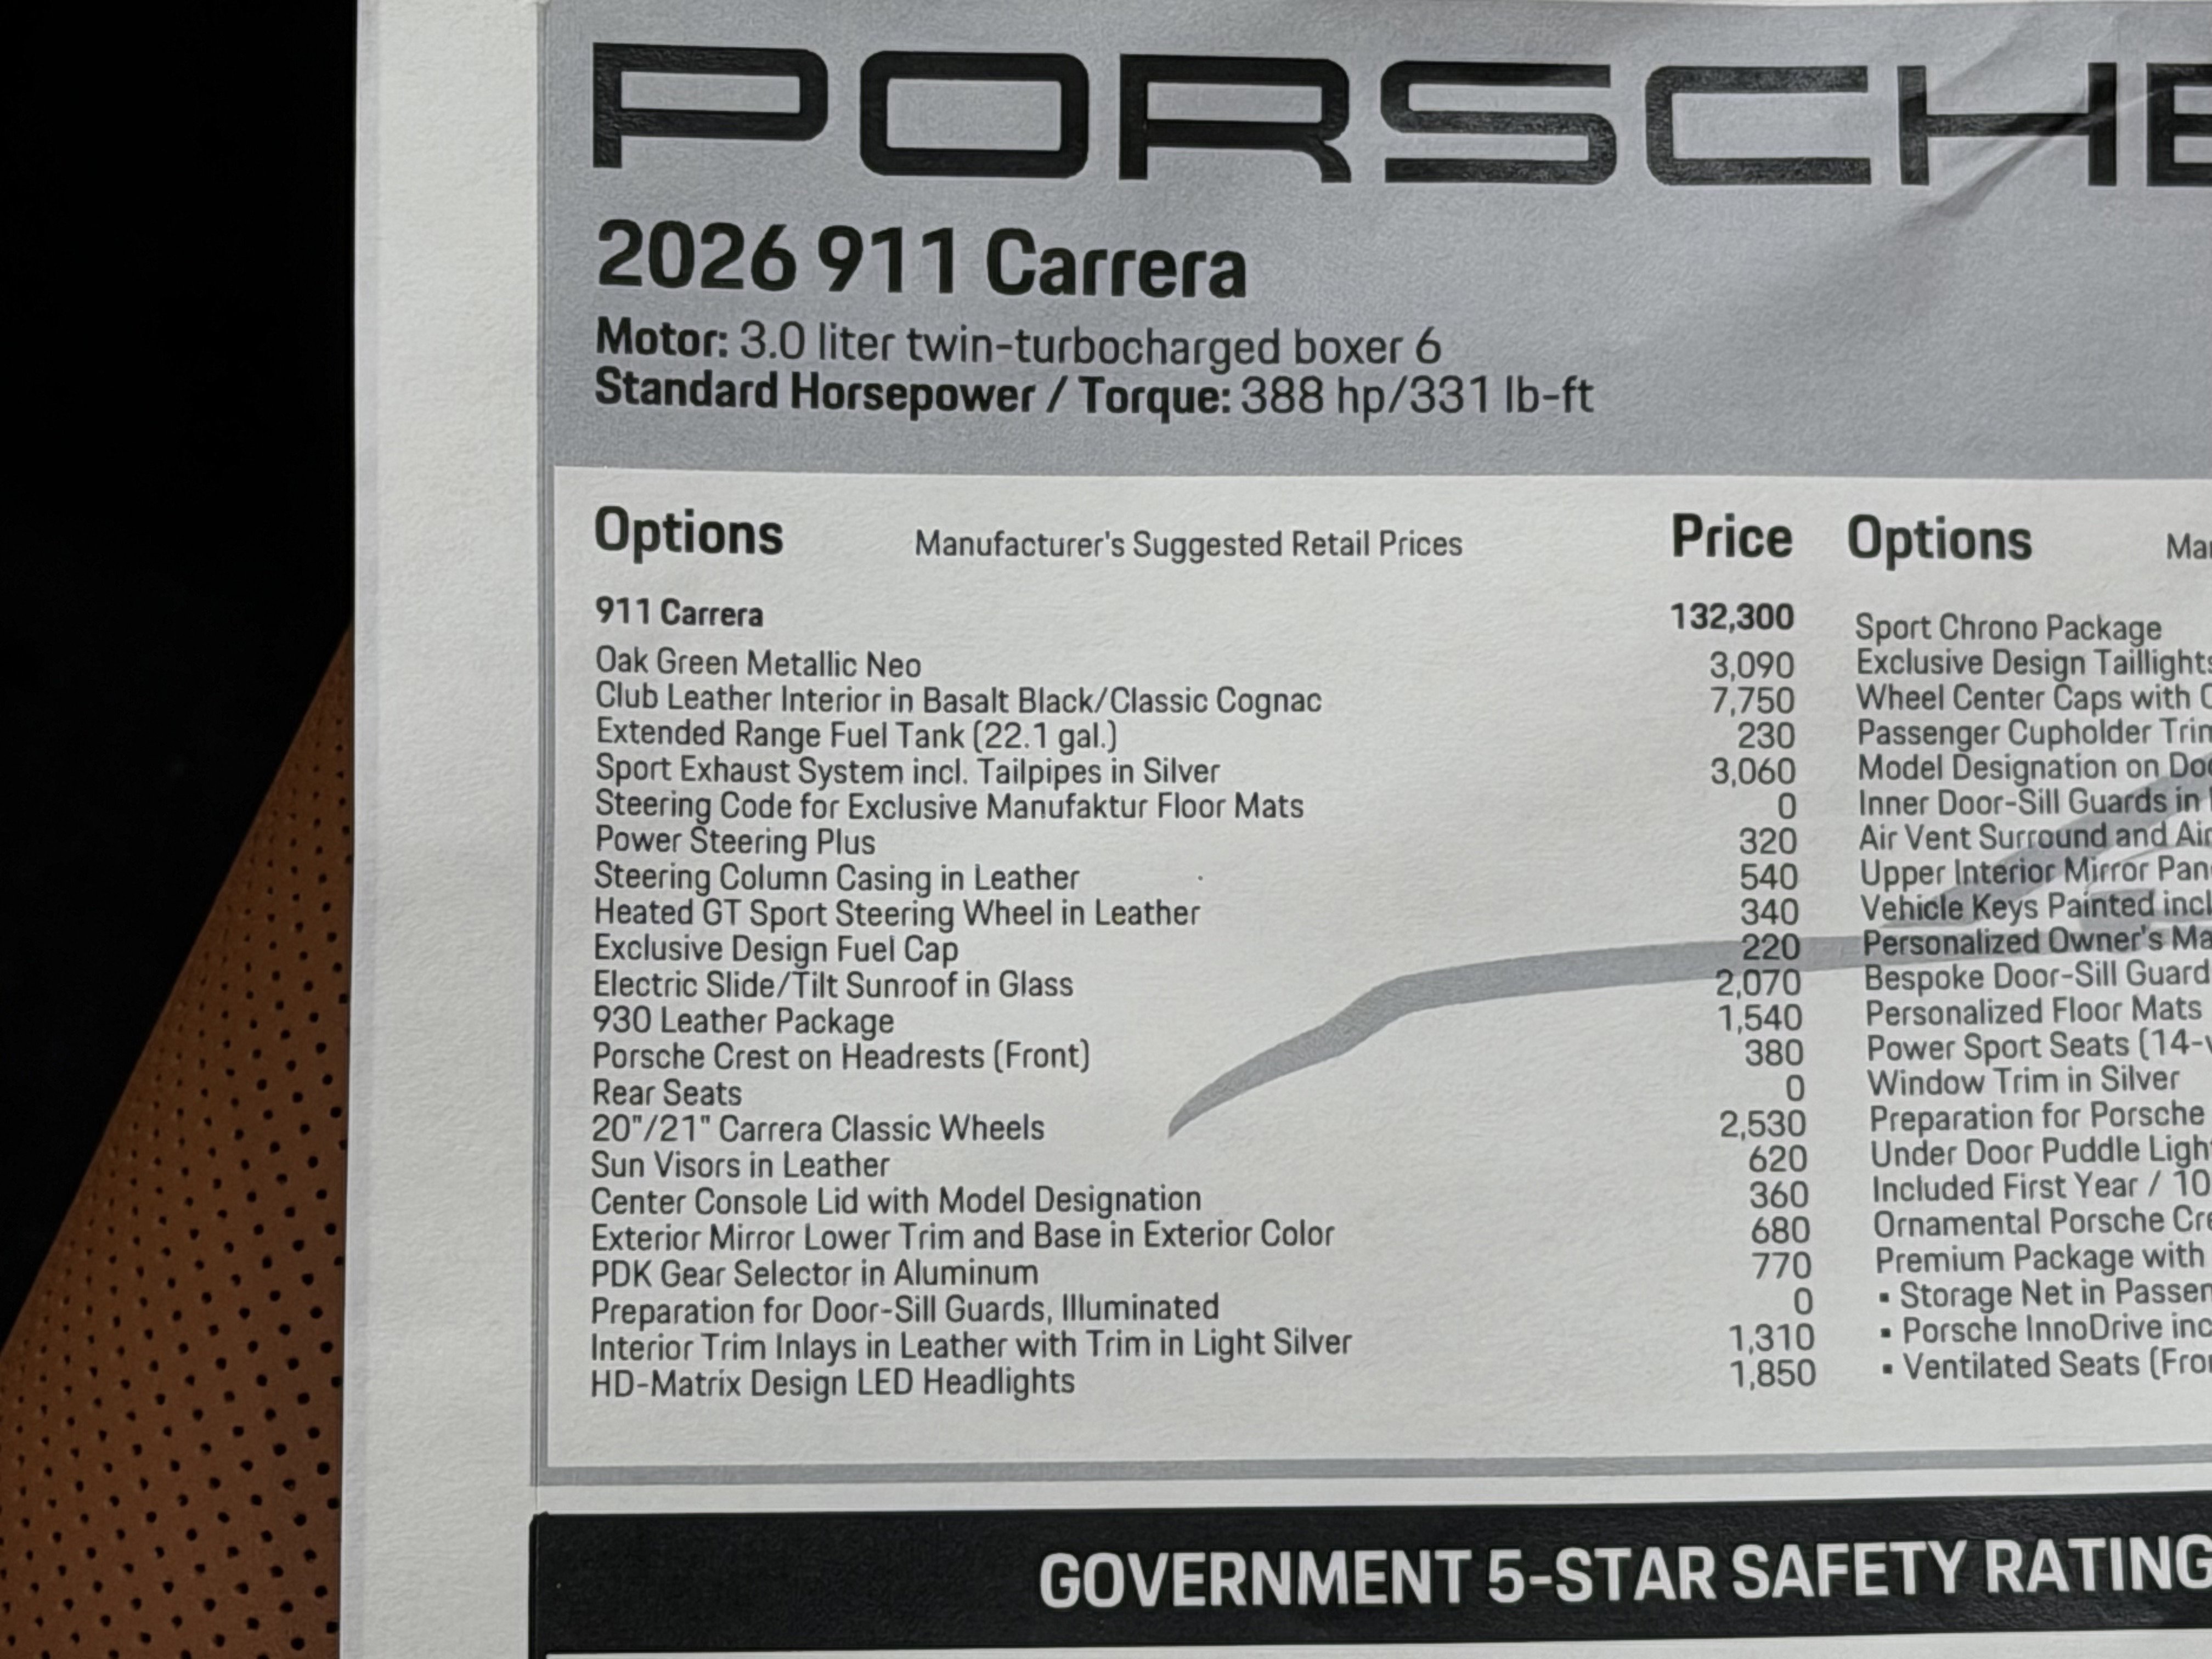 PORSCHE
2026 911 Carrera
Motor: 3.0 liter twin-turbocharged boxer 6
Standard Horsepower / Torque: 388 hp/331 lb-ft
Options Manufacturer's Suggested Retail Prices Price
911 Carrera 132,300
Oak Green Metallic Neo 3,090
Club Leather Interior in Basalt Black/Classic Cognac 7,750
Extended Range Fuel Tank (22.1 gal.) 230
Sport Exhaust System incl. Tailpipes in Silver 3,060
Steering Code for Exclusive Manufaktur Floor Mats 0
Power Steering Plus 320
Steering Column Casing in Leather 540
Heated GT Sport Steering Wheel in Leather 340
Exclusive Design Fuel Cap 220
Electric Slide/Tilt Sunroof in Glass 2,070
930 Leather Package 1,540
Porsche Crest on Headrests (Front) 380
Rear Seats 0
20"/21" Carrera Classic Wheels 2,530
Sun Visors in Leather 620
Center Console Lid with Model Designation 360
Exterior Mirror Lower Trim and Base in Exterior Color 680
PDK Gear Selector in Aluminum 770
Preparation for Door-Sill Guards, Illuminated 0
Interior Trim Inlays in Leather with Trim in Light Silver 1,310
HD-Matrix Design LED Headlights 1,850
Options
Sport Chrono Package
Exclusive Design Taillights
Wheel Center Caps with
Passenger Cupholder
Model Designation on
Inner Door-Sill Guards in
Air Vent Surround and
Upper Interior Mirror
Vehicle Keys Painted
Personalized Owner's
Bespoke Door-Sill
Personalized Floor Mats
Power Sport Seats
Window Trim in Silver
Preparation for Porsche
Under Door Puddle
Included First Year /
Ornamental Porsche
Premium Package with
▪ Storage Net in
▪ Porsche InnoDrive
▪ Ventilated Seats
GOVERNMENT 5-STAR SAFETY